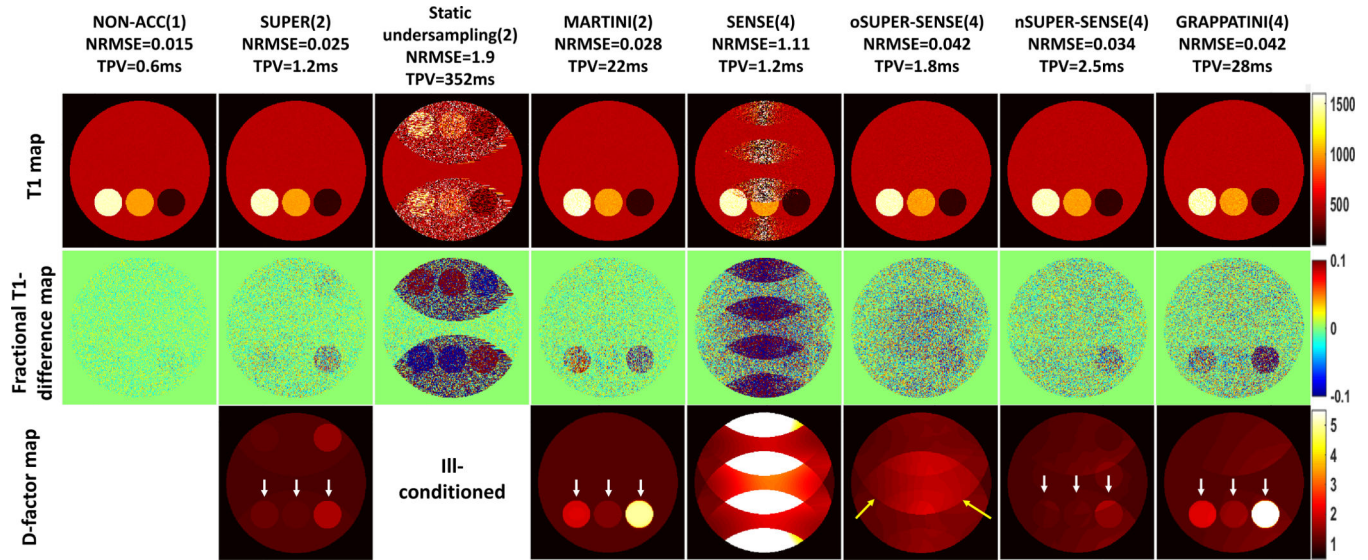 NON-ACC(1)
NRMSE=0.015
TPV=0.6ms
SUPER(2)
NRMSE=0.025
TPV=1.2ms
Static
undersampling(2)
NRMSE=1.9
TPV=352ms
MARTINI(2)
NRMSE=0.028
TPV=22ms
SENSE(4)
NRMSE=1.11
TPV=1.2ms
oSUPER-SENSE(4)
NRMSE=0.042
TPV=1.8ms
nSUPER-SENSE(4)
NRMSE=0.034
TPV=2.5ms
GRAPPATINI(4)
NRMSE=0.042
TPV=28ms
T1 map
1500
1000
500
Fractional T1-
difference map
0.1
0
-0.1
D-factor map
Ill-
conditioned
5
4
3
2
1